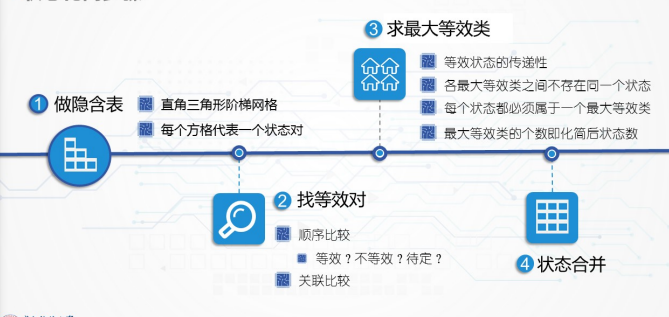 1 做隐含表
直角三角形阶梯网格
每个方格代表一个状态对
2 找等效对
顺序比较
等效？不等效？待定？
关联比较
3 求最大等效类
等效状态的传递性
各最大等效类之间不存在同一个状态
每个状态都必须属于一个最大等效类
最大等效类的个数即化简后状态数
4 状态合并